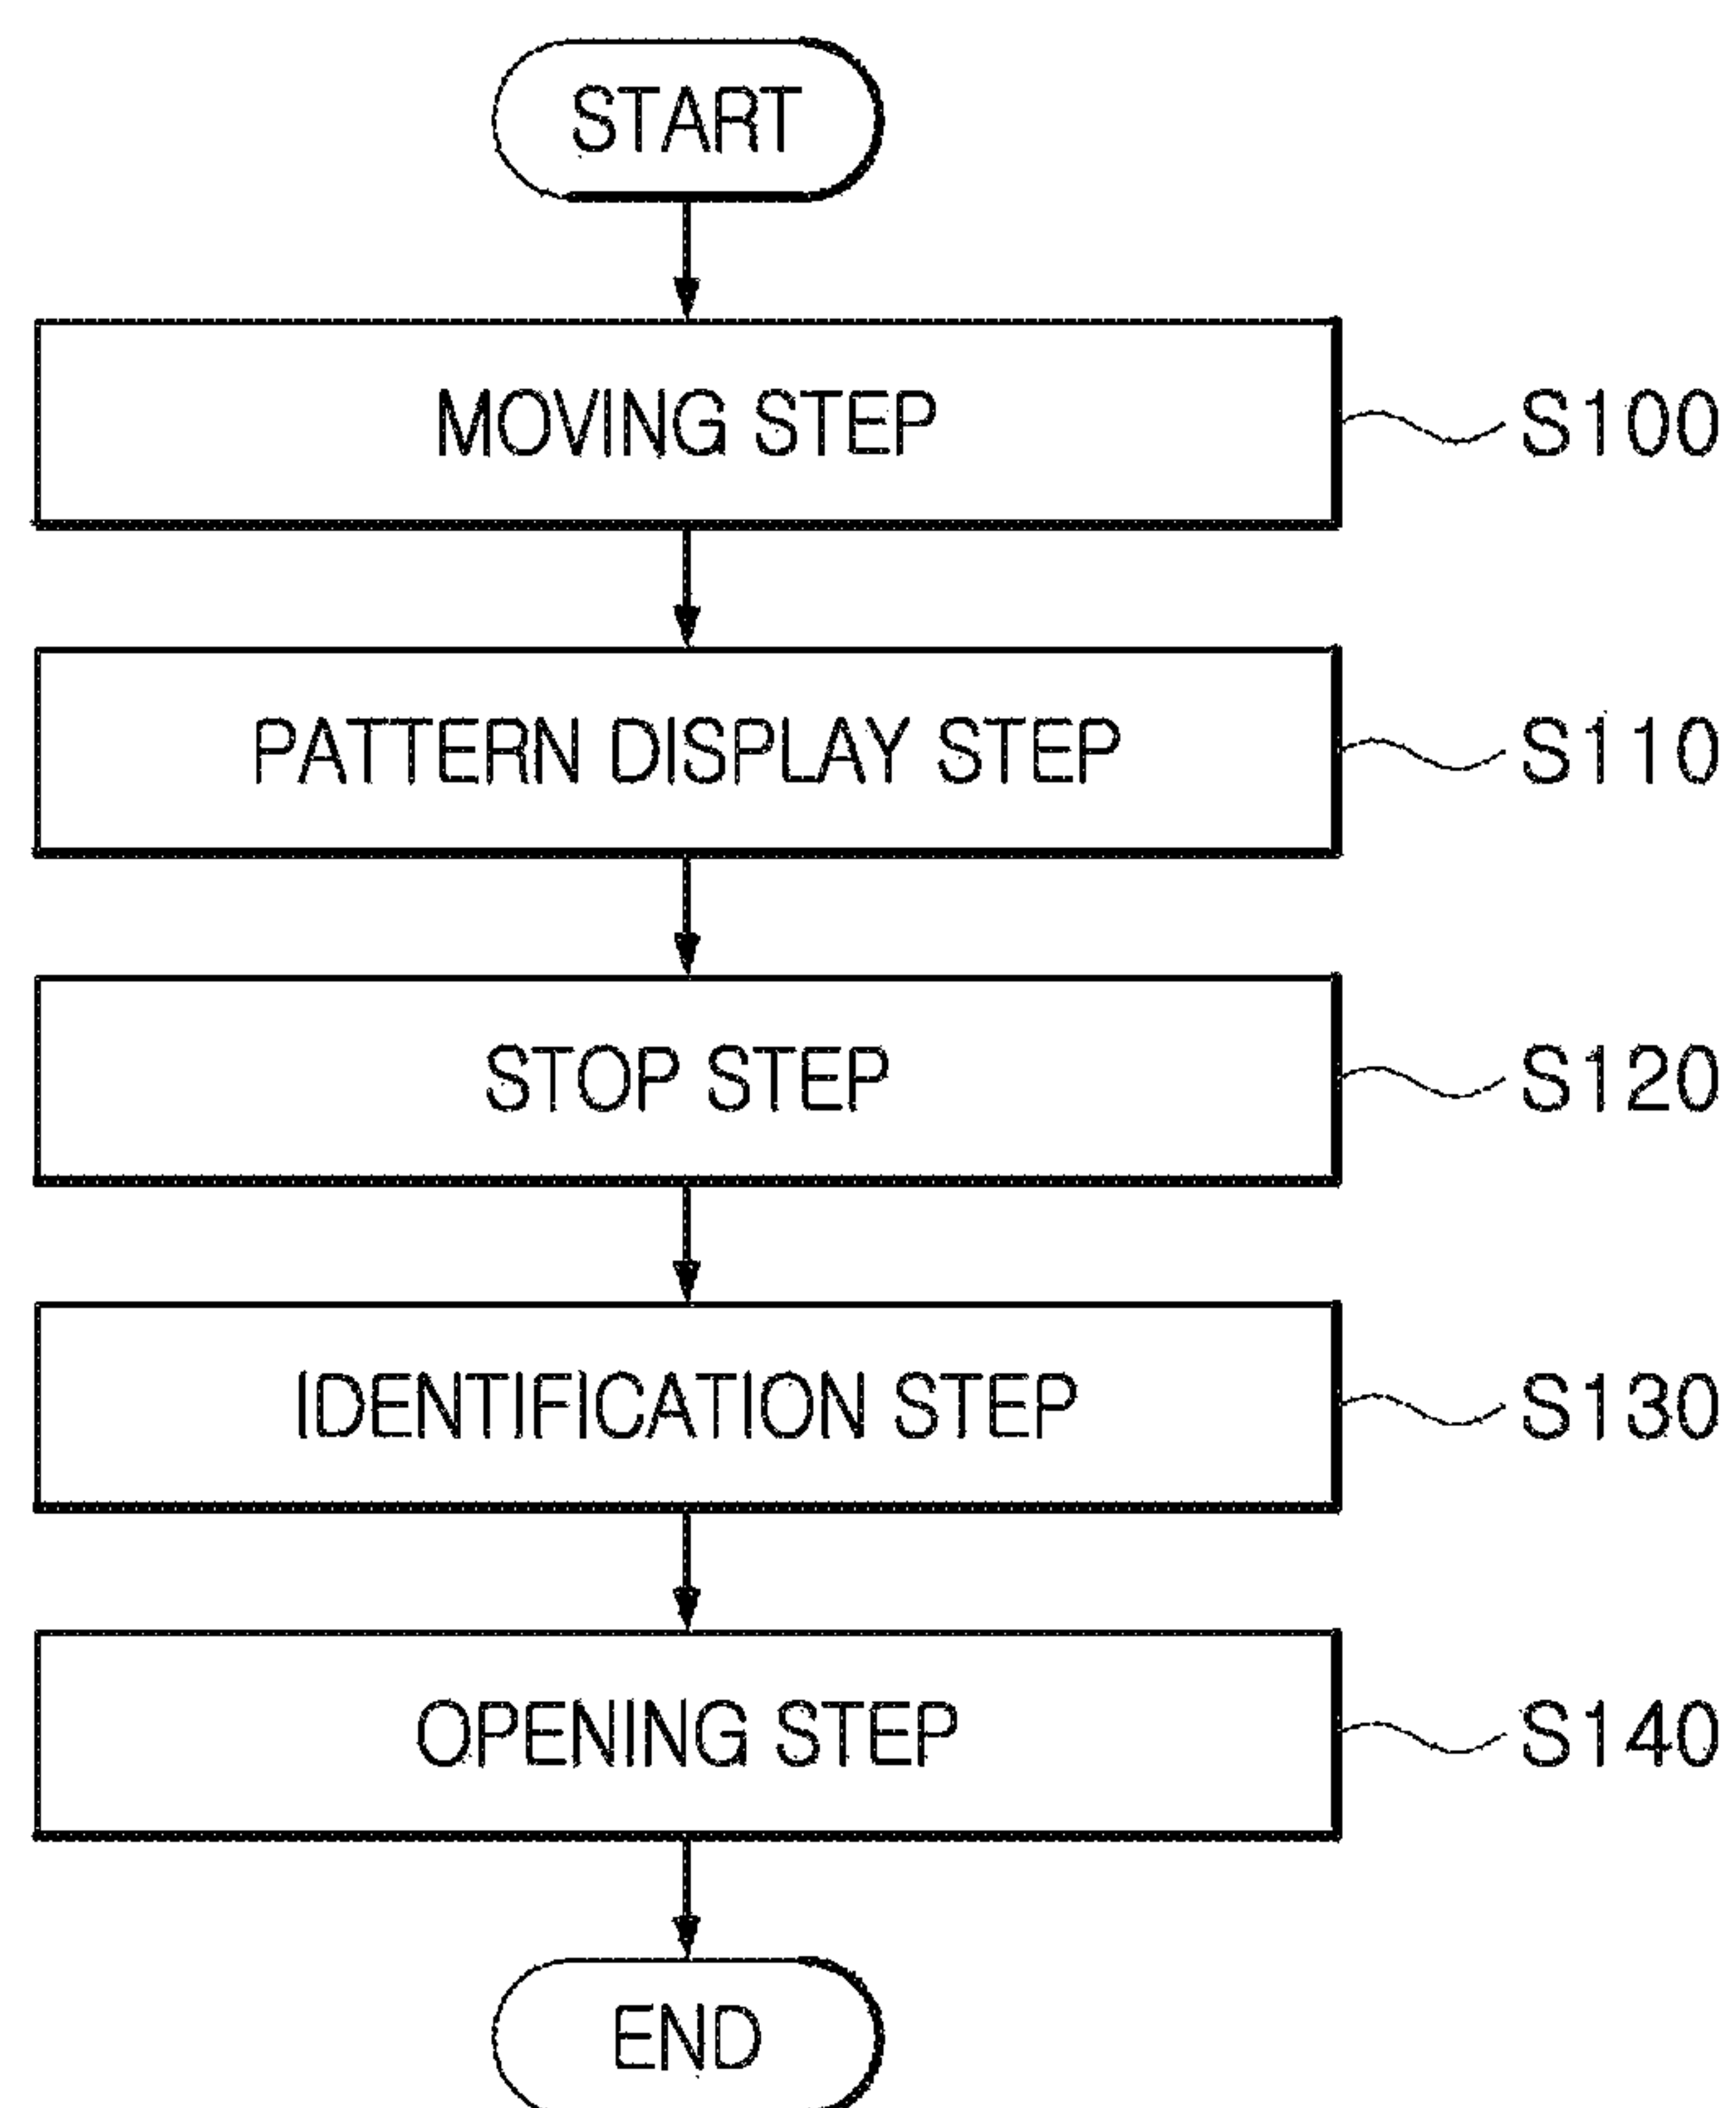 START
MOVING STEP S100
PATTERN DISPLAY STEP S110
STOP STEP S120
IDENTIFICATION STEP S130
OPENING STEP S140
END